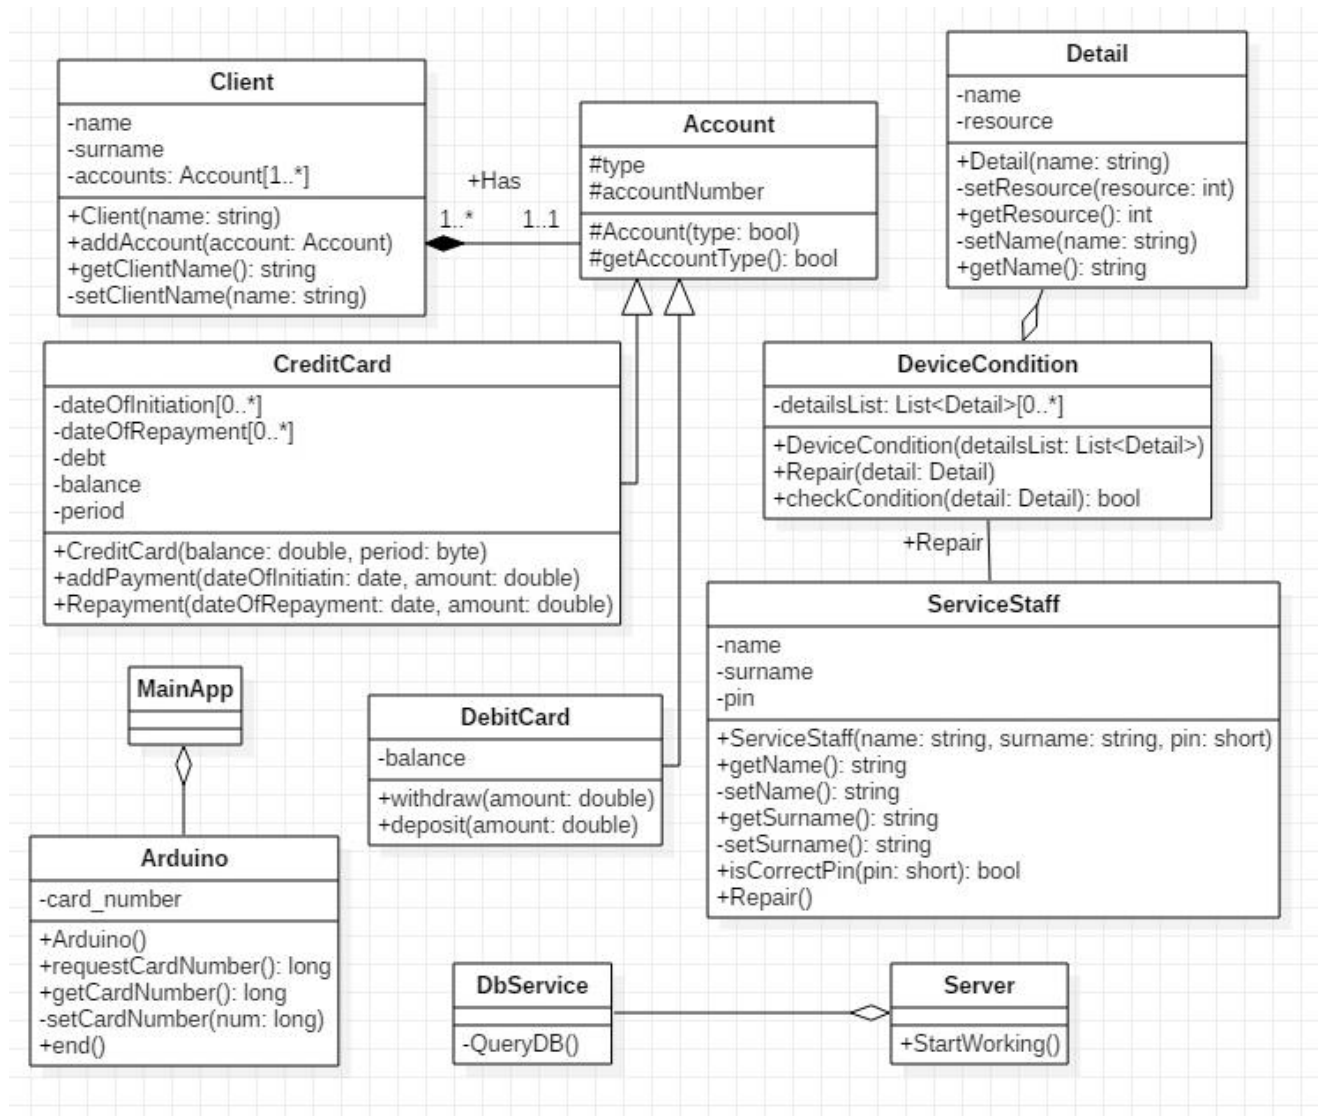 Client
-name
-surname
-accounts: Account[1..*]
+Client(name: string)
+addAccount(account: Account)
+getClientName(): string
-setClientName(name: string)
+Has
1..*
1..1
Account
#type
#accountNumber
#Account(type: bool)
#getAccountType(): bool
Detail
-name
-resource
+Detail(name: string)
-setResource(resource: int)
+getResource(): int
-setName(name: string)
+getName(): string
CreditCard
-dateOfInitiation[0..*]
-dateOfRepayment[0..*]
-debt
-balance
-period
+CreditCard(balance: double, period: byte)
+addPayment(dateOfInitiatin: date, amount: double)
+Repayment(dateOfRepayment: date, amount: double)
DeviceCondition
-detailsList: List<Detail>[0..*]
+DeviceCondition(detailsList: List<Detail>)
+Repair(detail: Detail)
+checkCondition(detail: Detail): bool
+Repair
ServiceStaff
-name
-surname
-pin
+ServiceStaff(name: string, surname: string, pin: short)
+getName(): string
-setName(): string
+getSurname(): string
-setSurname(): string
+isCorrectPin(pin: short): bool
+Repair()
MainApp
DebitCard
-balance
+withdraw(amount: double)
+deposit(amount: double)
Arduino
-card_number
+Arduino()
+requestCardNumber(): long
+getCardNumber(): long
-setCardNumber(num: long)
+end()
DbService
-QueryDB()
Server
+StartWorking()